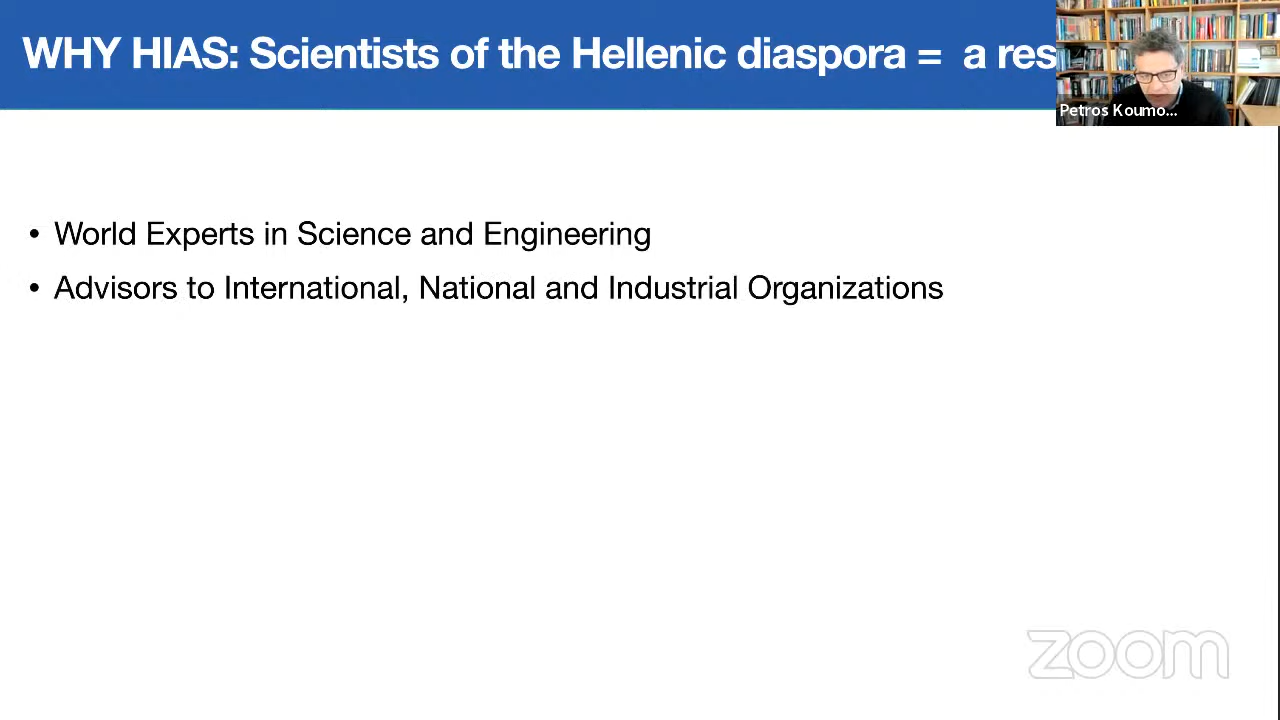 WHY HIAS: Scientists of the Hellenic diaspora = a res
Petros Koumo...
• World Experts in Science and Engineering
• Advisors to International, National and Industrial Organizations
zoom